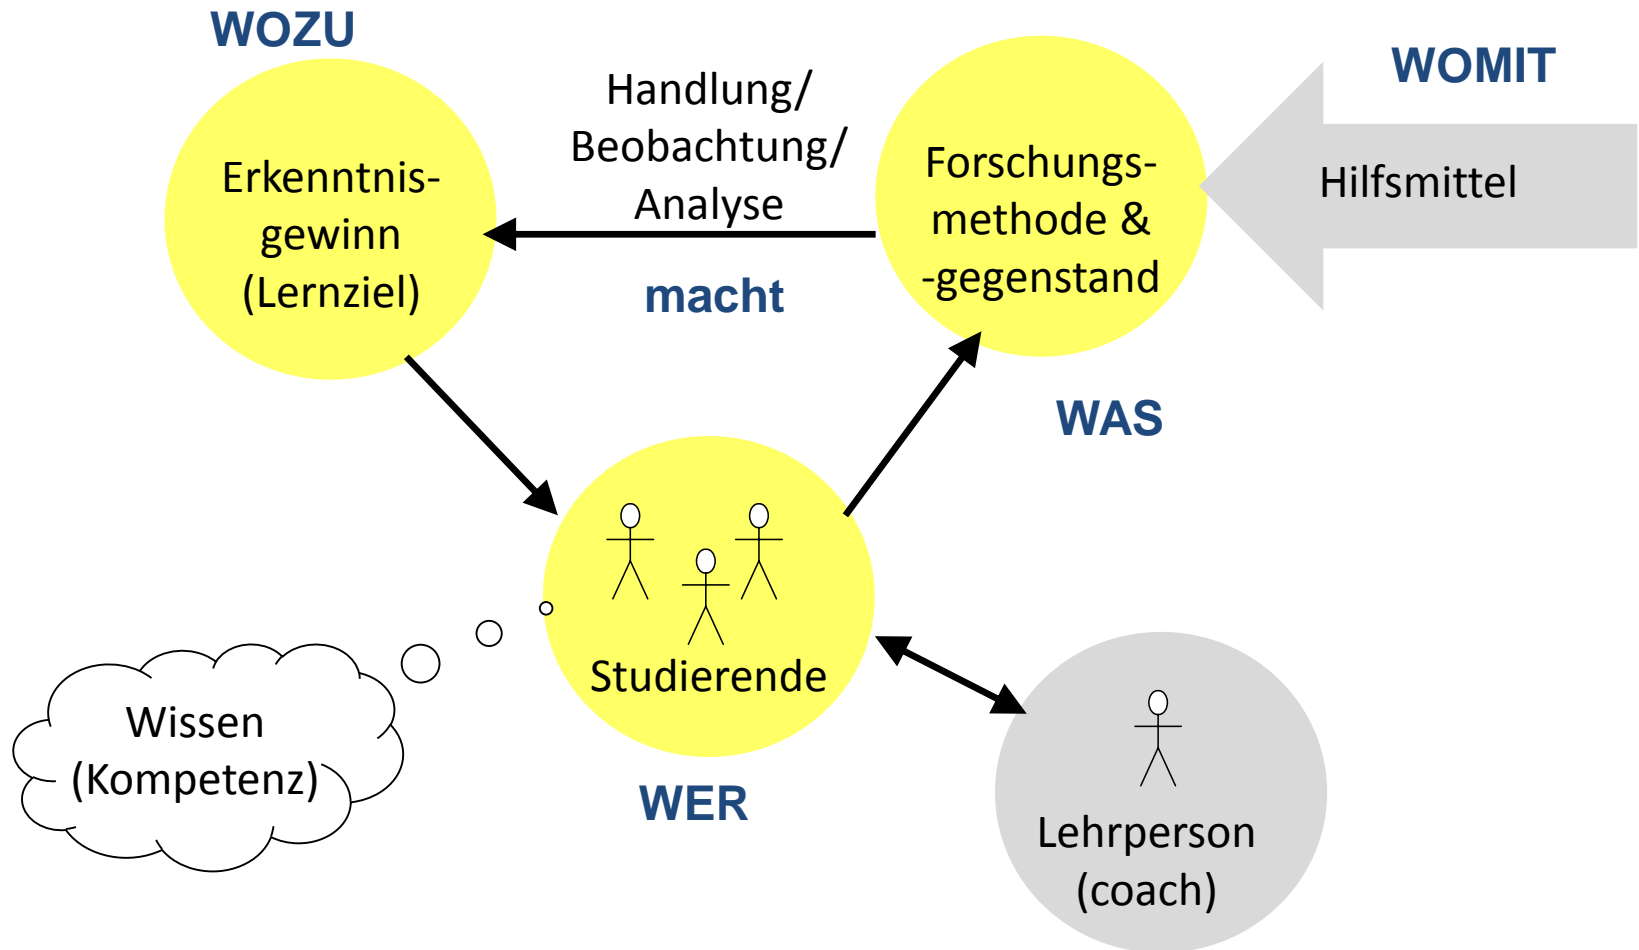 WOZU
WOMIT
Handlung/
Beobachtung/
Analyse
Erkenntnis-
gewinn
(Lernziel)
Forschungs-
methode &
-gegenstand
Hilfsmittel
macht
WAS
Studierende
Wissen
(Kompetenz)
WER
Lehrperson
(coach)